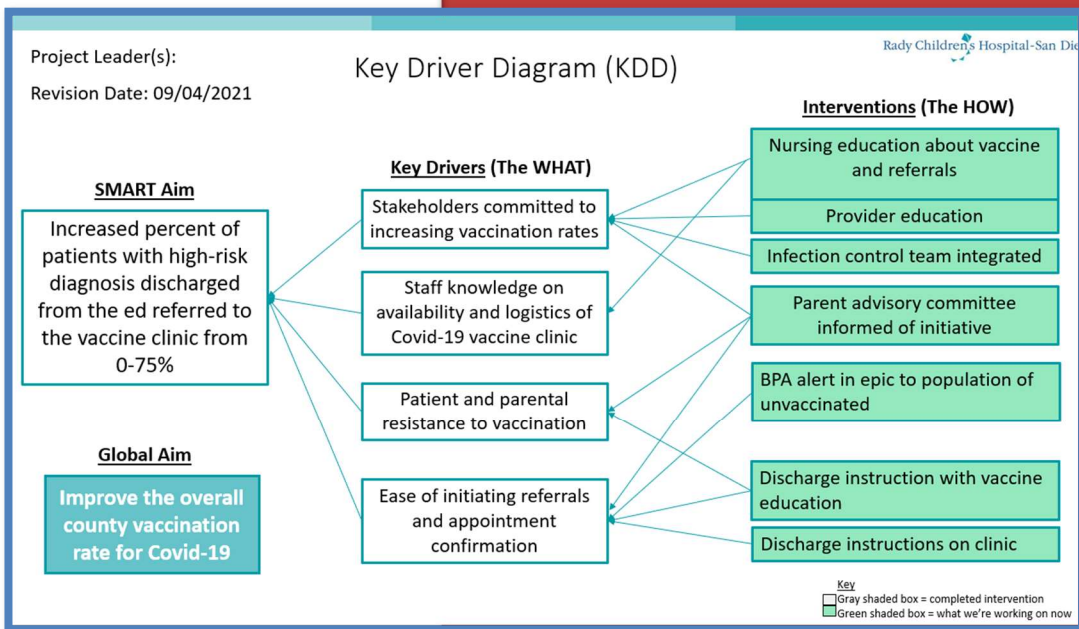 Project Leader(s):
Revision Date: 09/04/2021
Key Driver Diagram (KDD)
Rady Children's Hospital-San Die
SMART Aim
Increased percent of
patients with high-risk
diagnosis discharged
from the ed referred to
the vaccine clinic from
0-75%
Global Aim
Improve the overall
county vaccination
rate for Covid-19
Key Drivers (The WHAT)
Stakeholders committed to
increasing vaccination rates
Staff knowledge on
availability and logistics of
Covid-19 vaccine clinic
Patient and parental
resistance to vaccination
Ease of initiating referrals
and appointment
confirmation
Interventions (The HOW)
Nursing education about vaccine
and referrals
Provider education
Infection control team integrated
Parent advisory committee
informed of initiative
BPA alert in epic to population of
unvaccinated
Discharge instruction with vaccine
education
Discharge instructions on clinic
Key
Gray shaded box = completed intervention
Green shaded box = what we're working on now